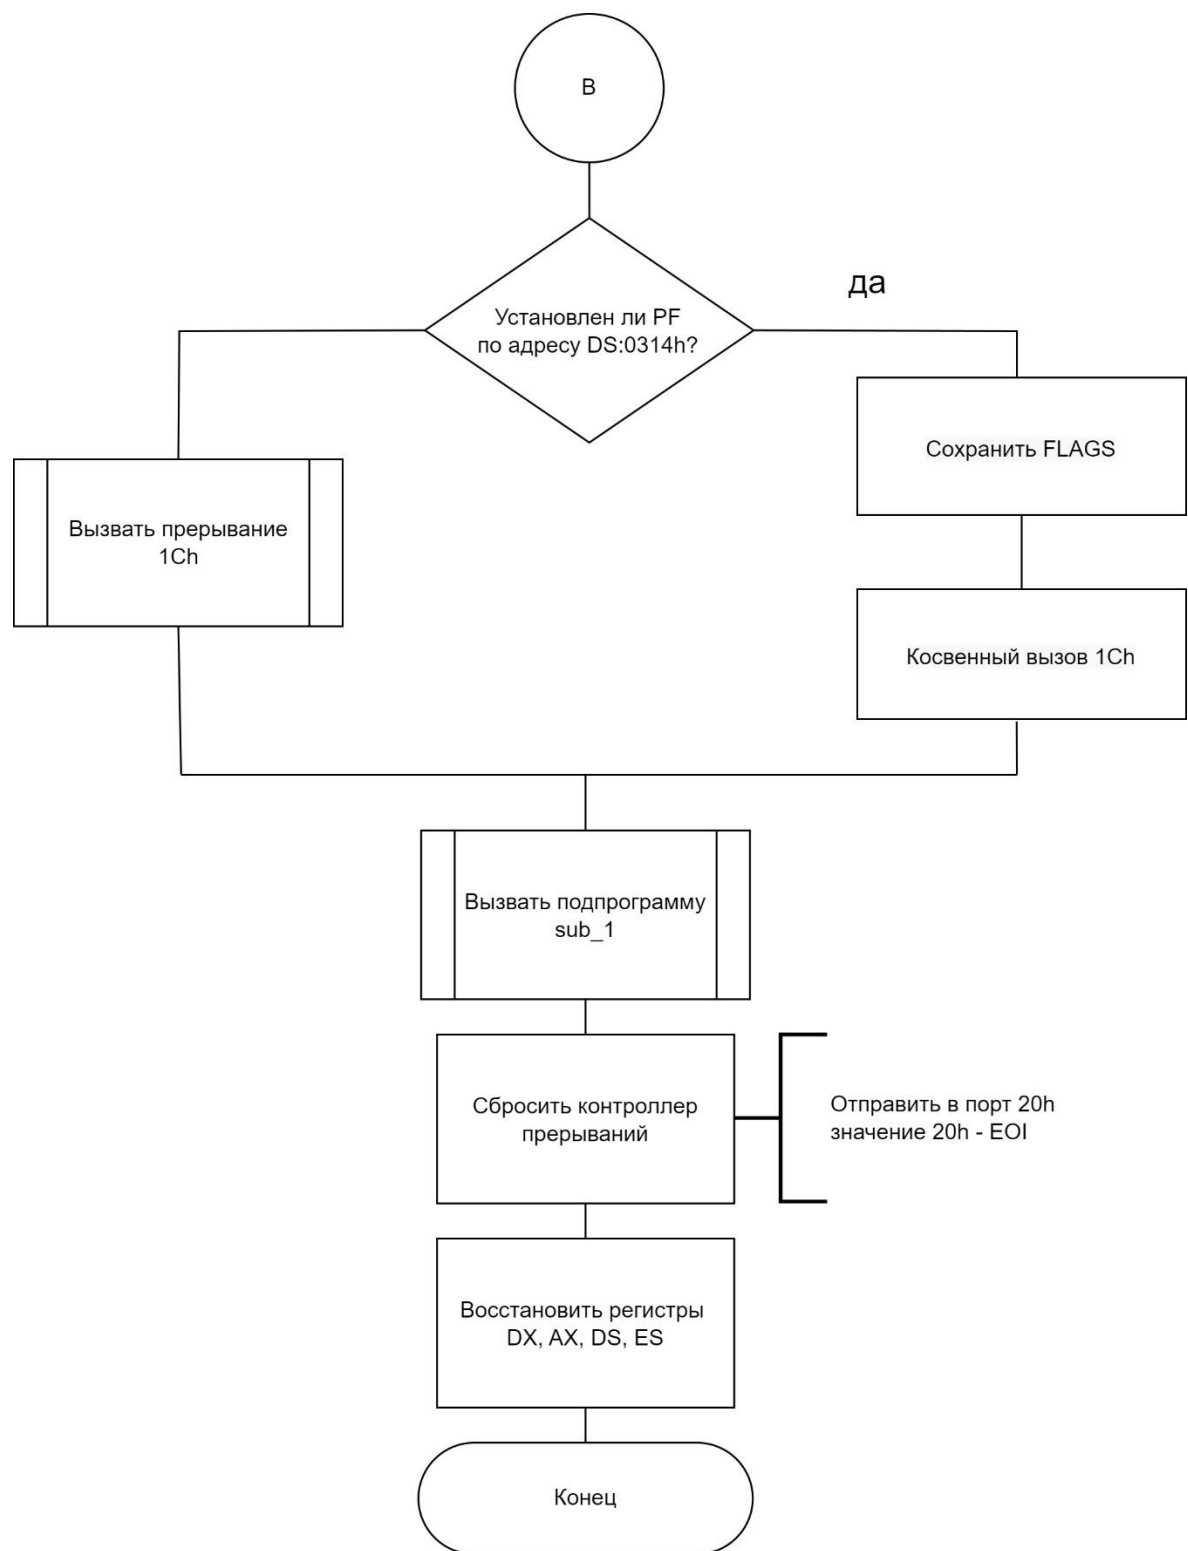 В
да
Установлен ли PF
по адресу DS:0314h?
Сохранить FLAGS
Вызвать прерывание
1Ch
Косвенный вызов 1Ch
Вызвать подпрограмму
sub_1
Сбросить контроллер
прерываний
Отправить в порт 20h
значение 20h - EOI
Восстановить регистры
DX, AX, DS, ES
Конец